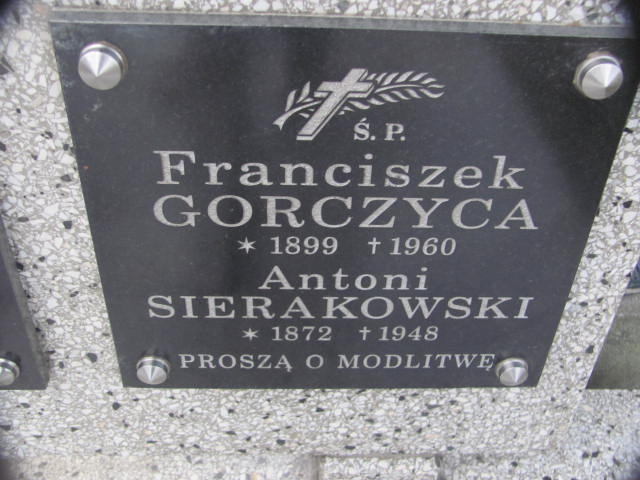 Ś. P.
Franciszek
GORCZYCA
* 1899 † 1960
Antoni
SIERAKOWSKI
* 1872 † 1948
PROSZĄ O MODLITWĘ